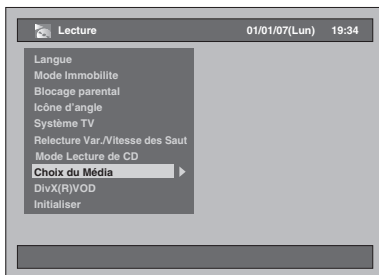 Lecture 01/01/07(Lun) 19:34
Langue
Mode Immobilite
Blocage parental
Icône d'angle
Système TV
Relecture Var./Vitesse des Saut
Mode Lecture de CD
Choix du Média
DivX(R)VOD
Initialiser